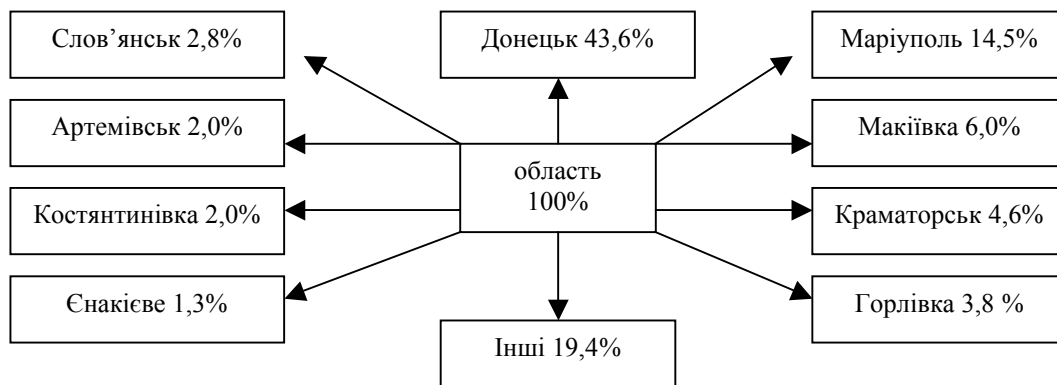 Слов’янськ 2,8%
Донецьк 43,6%
Маріуполь 14,5%
Артемівськ 2,0%
Макіївка 6,0%
область
100%
Костянтинівка 2,0%
Краматорськ 4,6%
Єнакієве 1,3%
Горлівка 3,8 %
Інші 19,4%